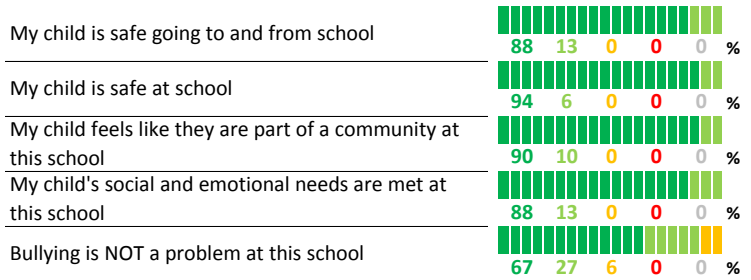 My child is safe going to and from school
88 13 0 0 0 %
My child is safe at school
94 6 0 0 0 %
My child feels like they are part of a community at
this school
90 10 0 0 0 %
My child's social and emotional needs are met at
this school
88 13 0 0 0 %
Bullying is NOT a problem at this school
67 27 6 0 0 %